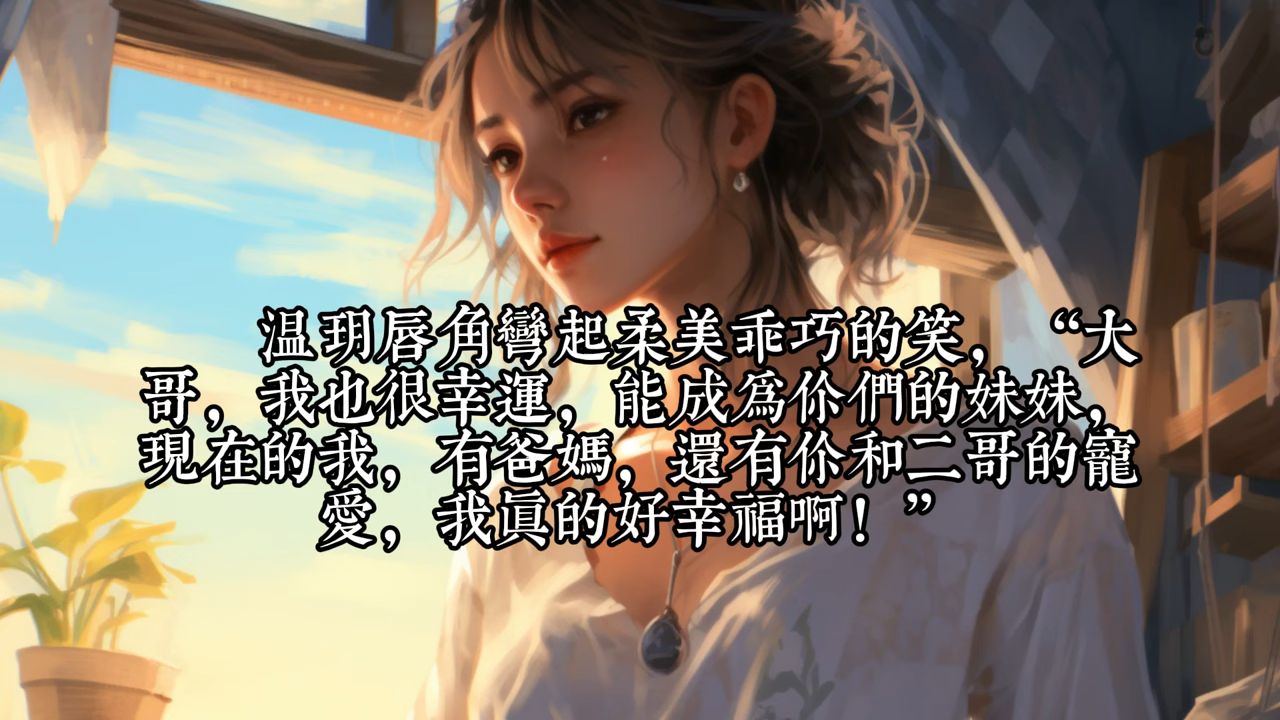 温玥唇角彎起柔美乖巧的笑，“大
哥，我也很幸運，能成爲伱們的妹妹，
現在的我，有爸媽，還有伱和二哥的寵
愛，我眞的好幸福啊！”